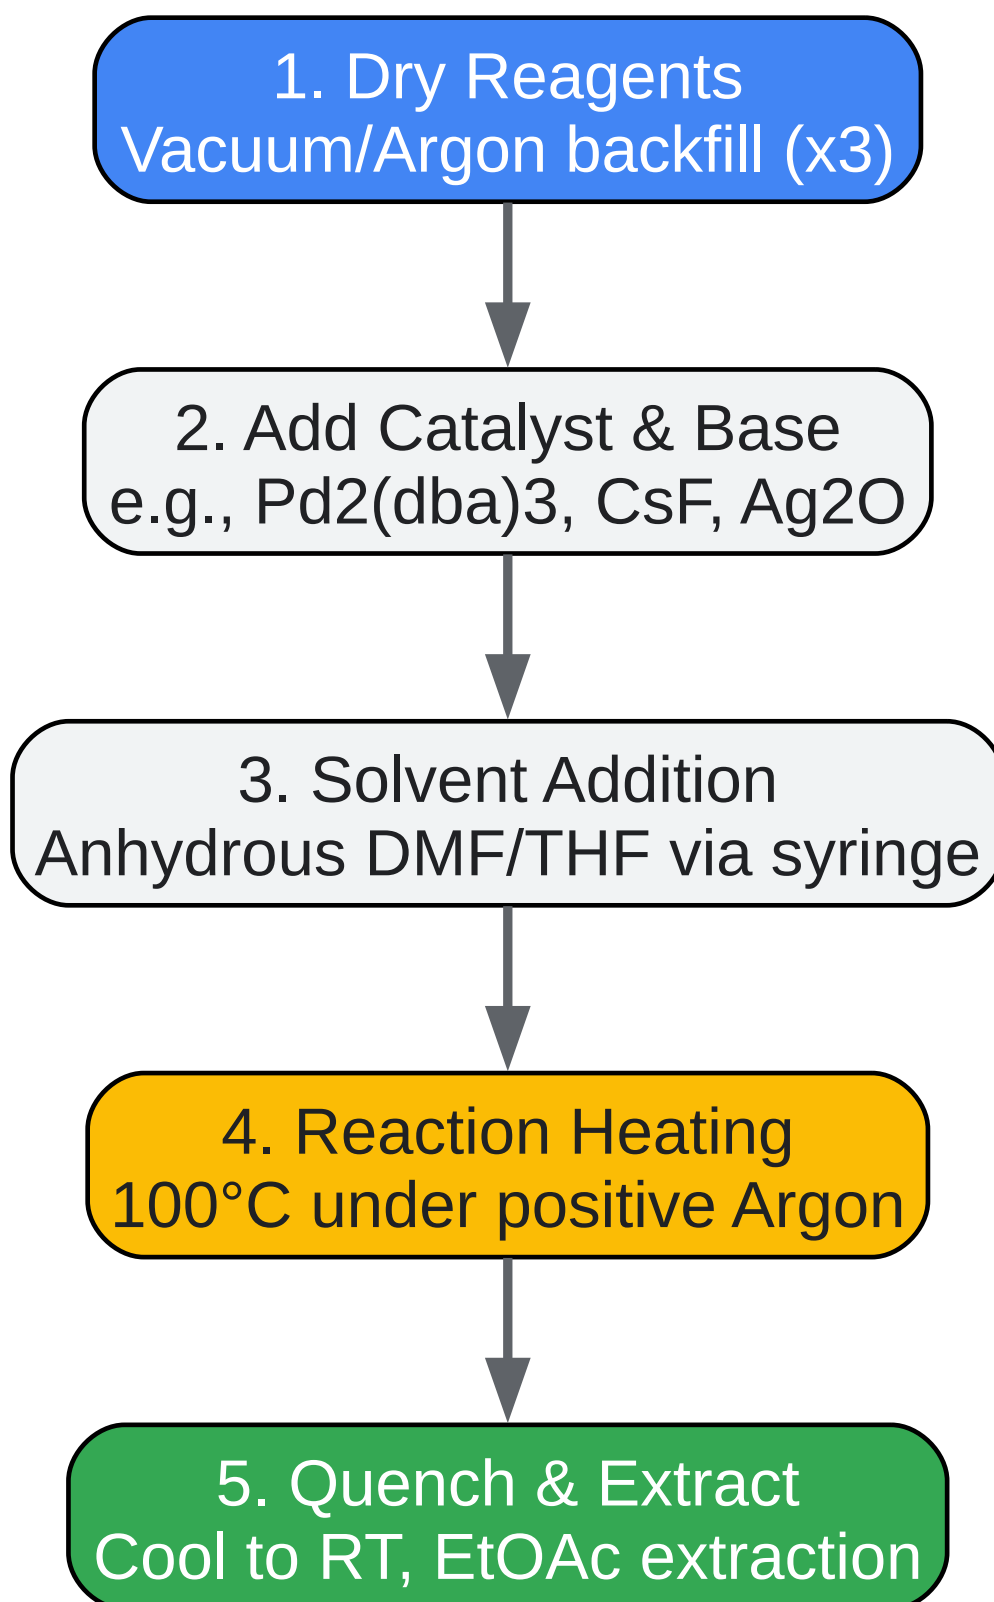 1. Dry Reagents
Vacuum/Argon backfill (x3)
2. Add Catalyst & Base
e.g., Pd2(dba)3, CsF, Ag2O
3. Solvent Addition
Anhydrous DMF/THF via syringe
4. Reaction Heating
100°C under positive Argon
5. Quench & Extract
Cool to RT, EtOAc extraction